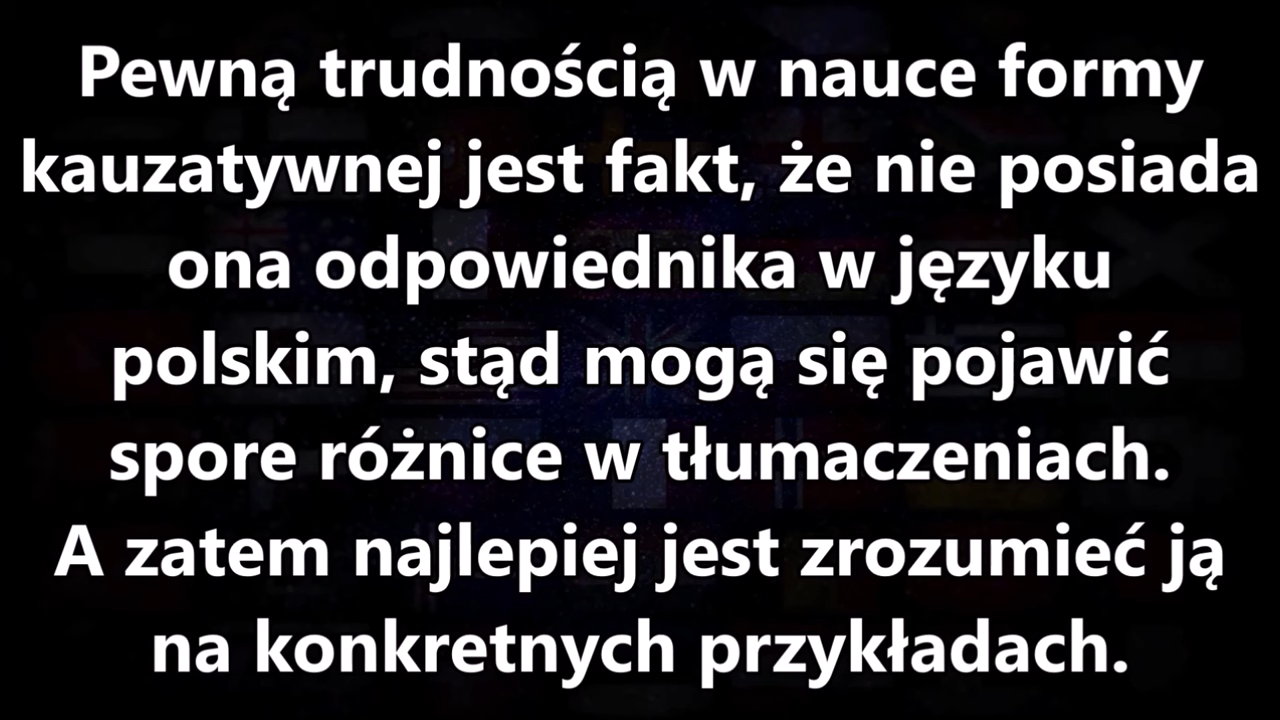 Pewną trudnością w nauce formy
kauzatywnej jest fakt, że nie posiada
ona odpowiednika w języku
polskim, stąd mogą się pojawić
spore różnice w tłumaczeniach.
A zatem najlepiej jest zrozumieć ją
na konkretnych przykładach.